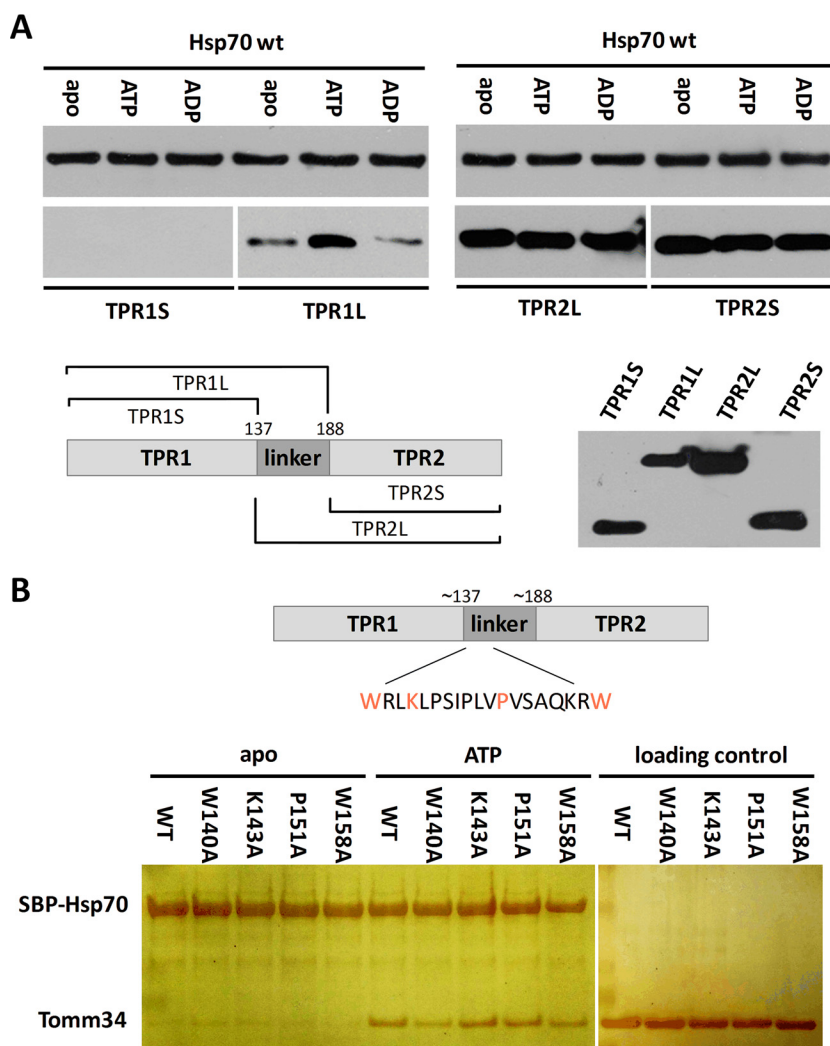 A
Hsp70 wt
Hsp70 wt
apo ATP ADP apo ATP ADP
apo ATP ADP apo ATP ADP
TPR1S TPR1L
TPR2L TPR2S
TPR1L
TPR1S 137 188
TPR1 linker TPR2
TPR2S
TPR2L
TPR1S TPR1L TPR2L TPR2S
B
~137 ~188
TPR1 linker TPR2
WRLKLPSIPLVPVSAQKRW
apo ATP loading control
WT W140A K143A P151A W158A WT W140A K143A P151A W158A WT W140A K143A P151A W158A
SBP-Hsp70
Tomm34